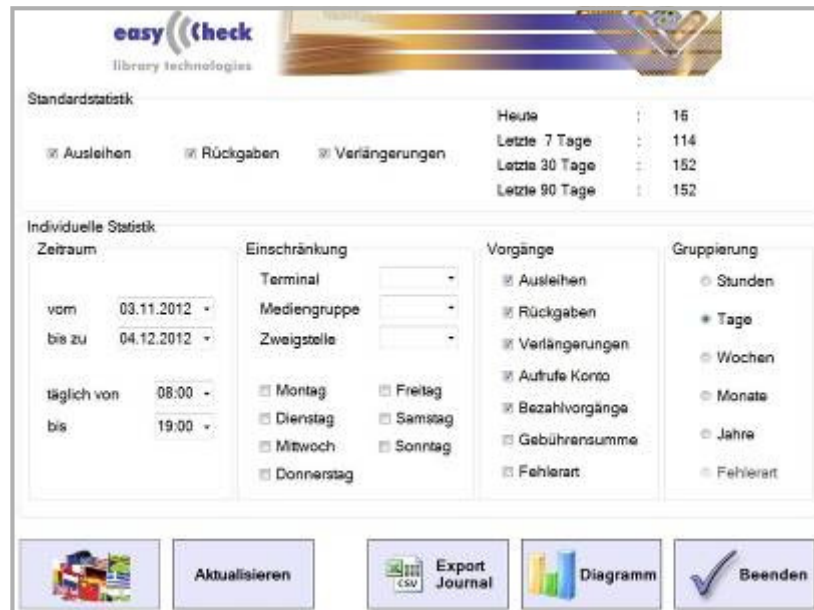 easyCheck
library technologies
Standardstatistik
Ausleihen Rückgaben Verlängerungen
Heute : 16
Letzte 7 Tage : 114
Letzte 30 Tage : 152
Letzte 90 Tage : 152
Individuelle Statistik
Zeitraum
vom 03.11.2012
bis zu 04.12.2012
täglich von 08:00
bis 19:00
Einschränkung
Terminal
Mediengruppe
Zweigstelle
Montag Freitag
Dienstag Samstag
Mittwoch Sonntag
Donnerstag
Vorgänge
Ausleihen
Rückgaben
Verlängerungen
Aufrufe Konto
Bezahlvorgänge
Gebührensumme
Fehlerart
Gruppierung
Stunden
Tage
Wochen
Monate
Jahre
Fehlerart
Aktualisieren
CSV
Export
Journal
Diagramm
Beenden